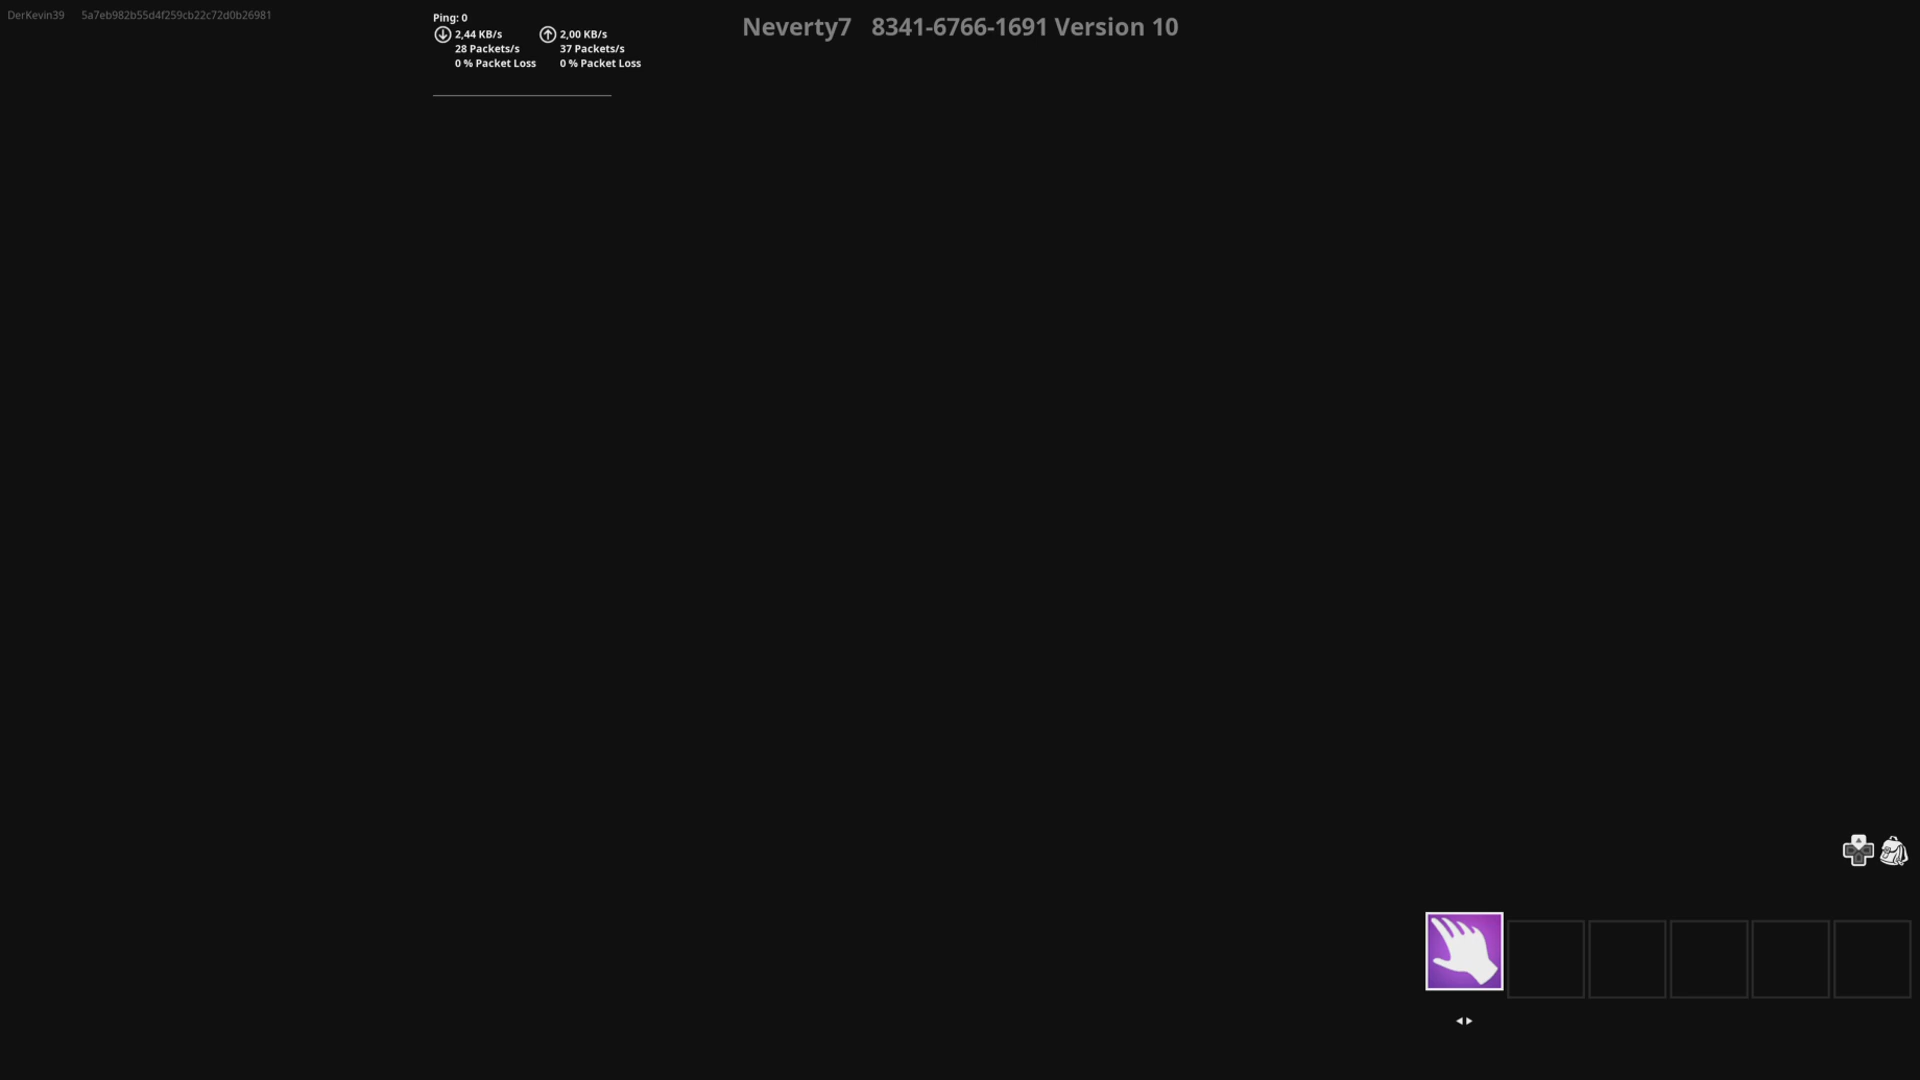 DerKevin39 5a7eb982b55d4f259cb22c72d0b26981
Ping: 0
2,44 KB/s 2,00 KB/s
28 Packets/s 37 Packets/s
0 % Packet Loss 0 % Packet Loss
Neverty7 8341-6766-1691 Version 10